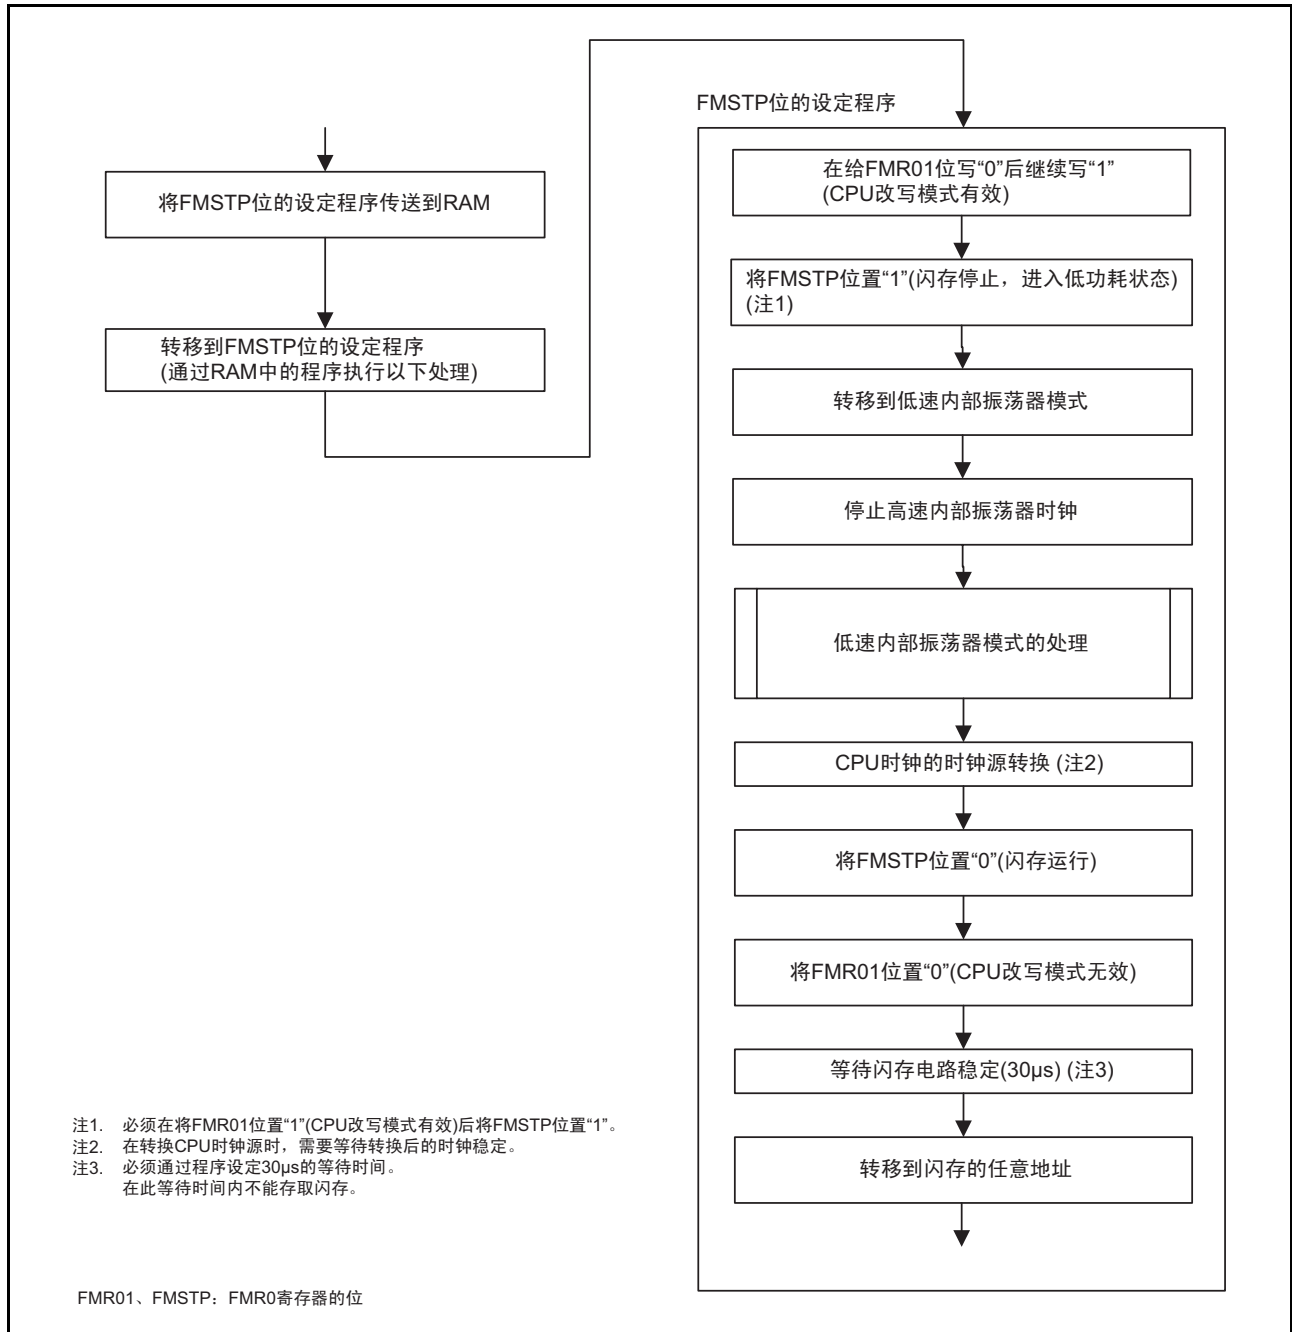 将FMSTP位的设定程序传送到RAM
转移到FMSTP位的设定程序
(通过RAM中的程序执行以下处理)
FMSTP位的设定程序
在给FMR01位写“0”后继续写“1”
(CPU改写模式有效)
将FMSTP位置“1”(闪存停止，进入低功耗状态)
(注1)
转移到低速内部振荡器模式
停止高速内部振荡器时钟
低速内部振荡器模式的处理
CPU时钟的时钟源转换 (注2)
将FMSTP位置“0”(闪存运行)
将FMR01位置“0”(CPU改写模式无效)
等待闪存电路稳定(30μs) (注3)
转移到闪存的任意地址
注1. 必须在将FMR01位置“1”(CPU改写模式有效)后将FMSTP位置“1”。
注2. 在转换CPU时钟源时，需要等待转换后的时钟稳定。
注3. 必须通过程序设定30μs的等待时间。
在此等待时间内不能存取闪存。
FMR01、FMSTP：FMR0寄存器的位